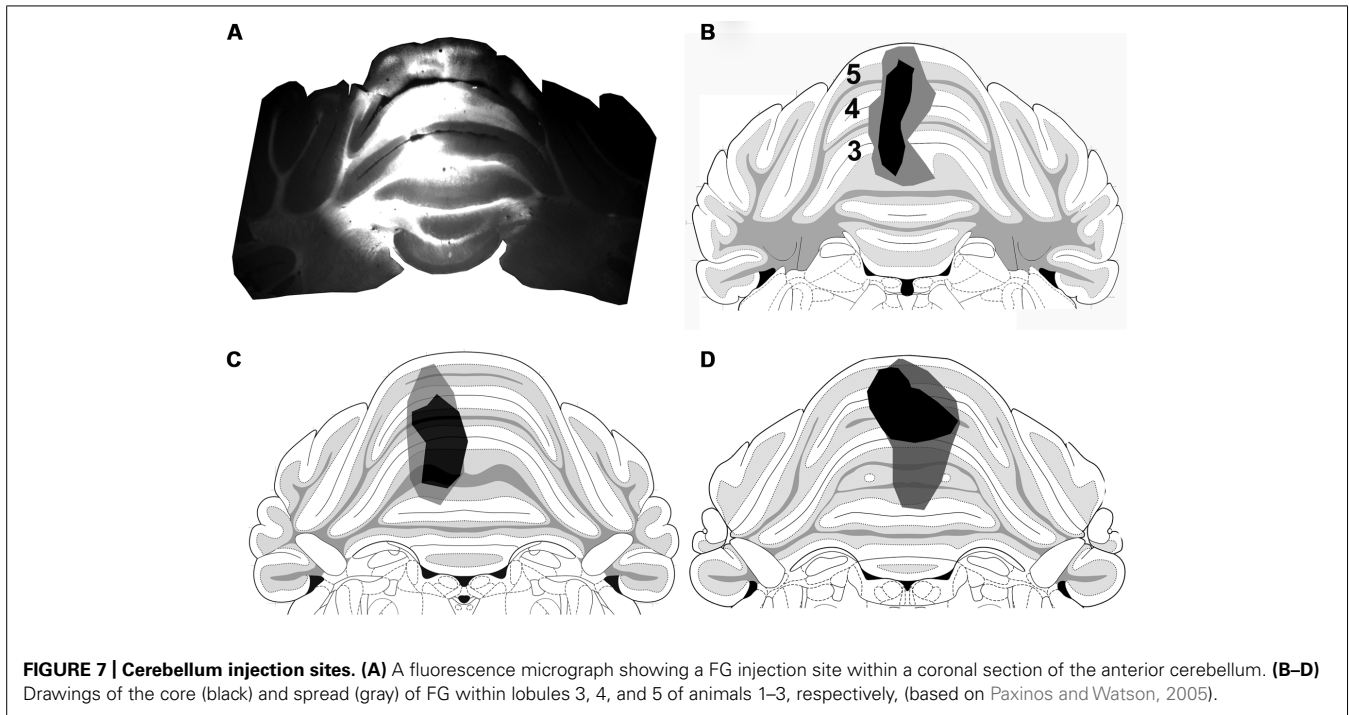 A
B
5
4
3
C
D
FIGURE 7 | Cerebellum injection sites. (A) A fluorescence micrograph showing a FG injection site within a coronal section of the anterior cerebellum. (B–D)
Drawings of the core (black) and spread (gray) of FG within lobules 3, 4, and 5 of animals 1–3, respectively, (based on Paxinos and Watson, 2005).